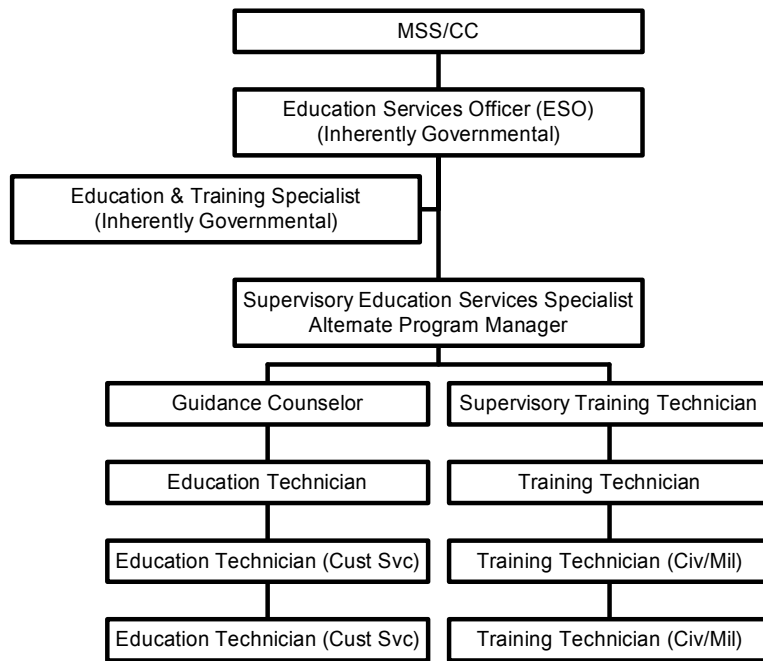 MSS/CC
Education Services Officer (ESO)
(Inherently Governmental)
Education & Training Specialist
(Inherently Governmental)
Supervisory Education Services Specialist
Alternate Program Manager
Guidance Counselor
Supervisory Training Technician
Education Technician
Training Technician
Education Technician (Cust Svc)
Training Technician (Civ/Mil)
Education Technician (Cust Svc)
Training Technician (Civ/Mil)